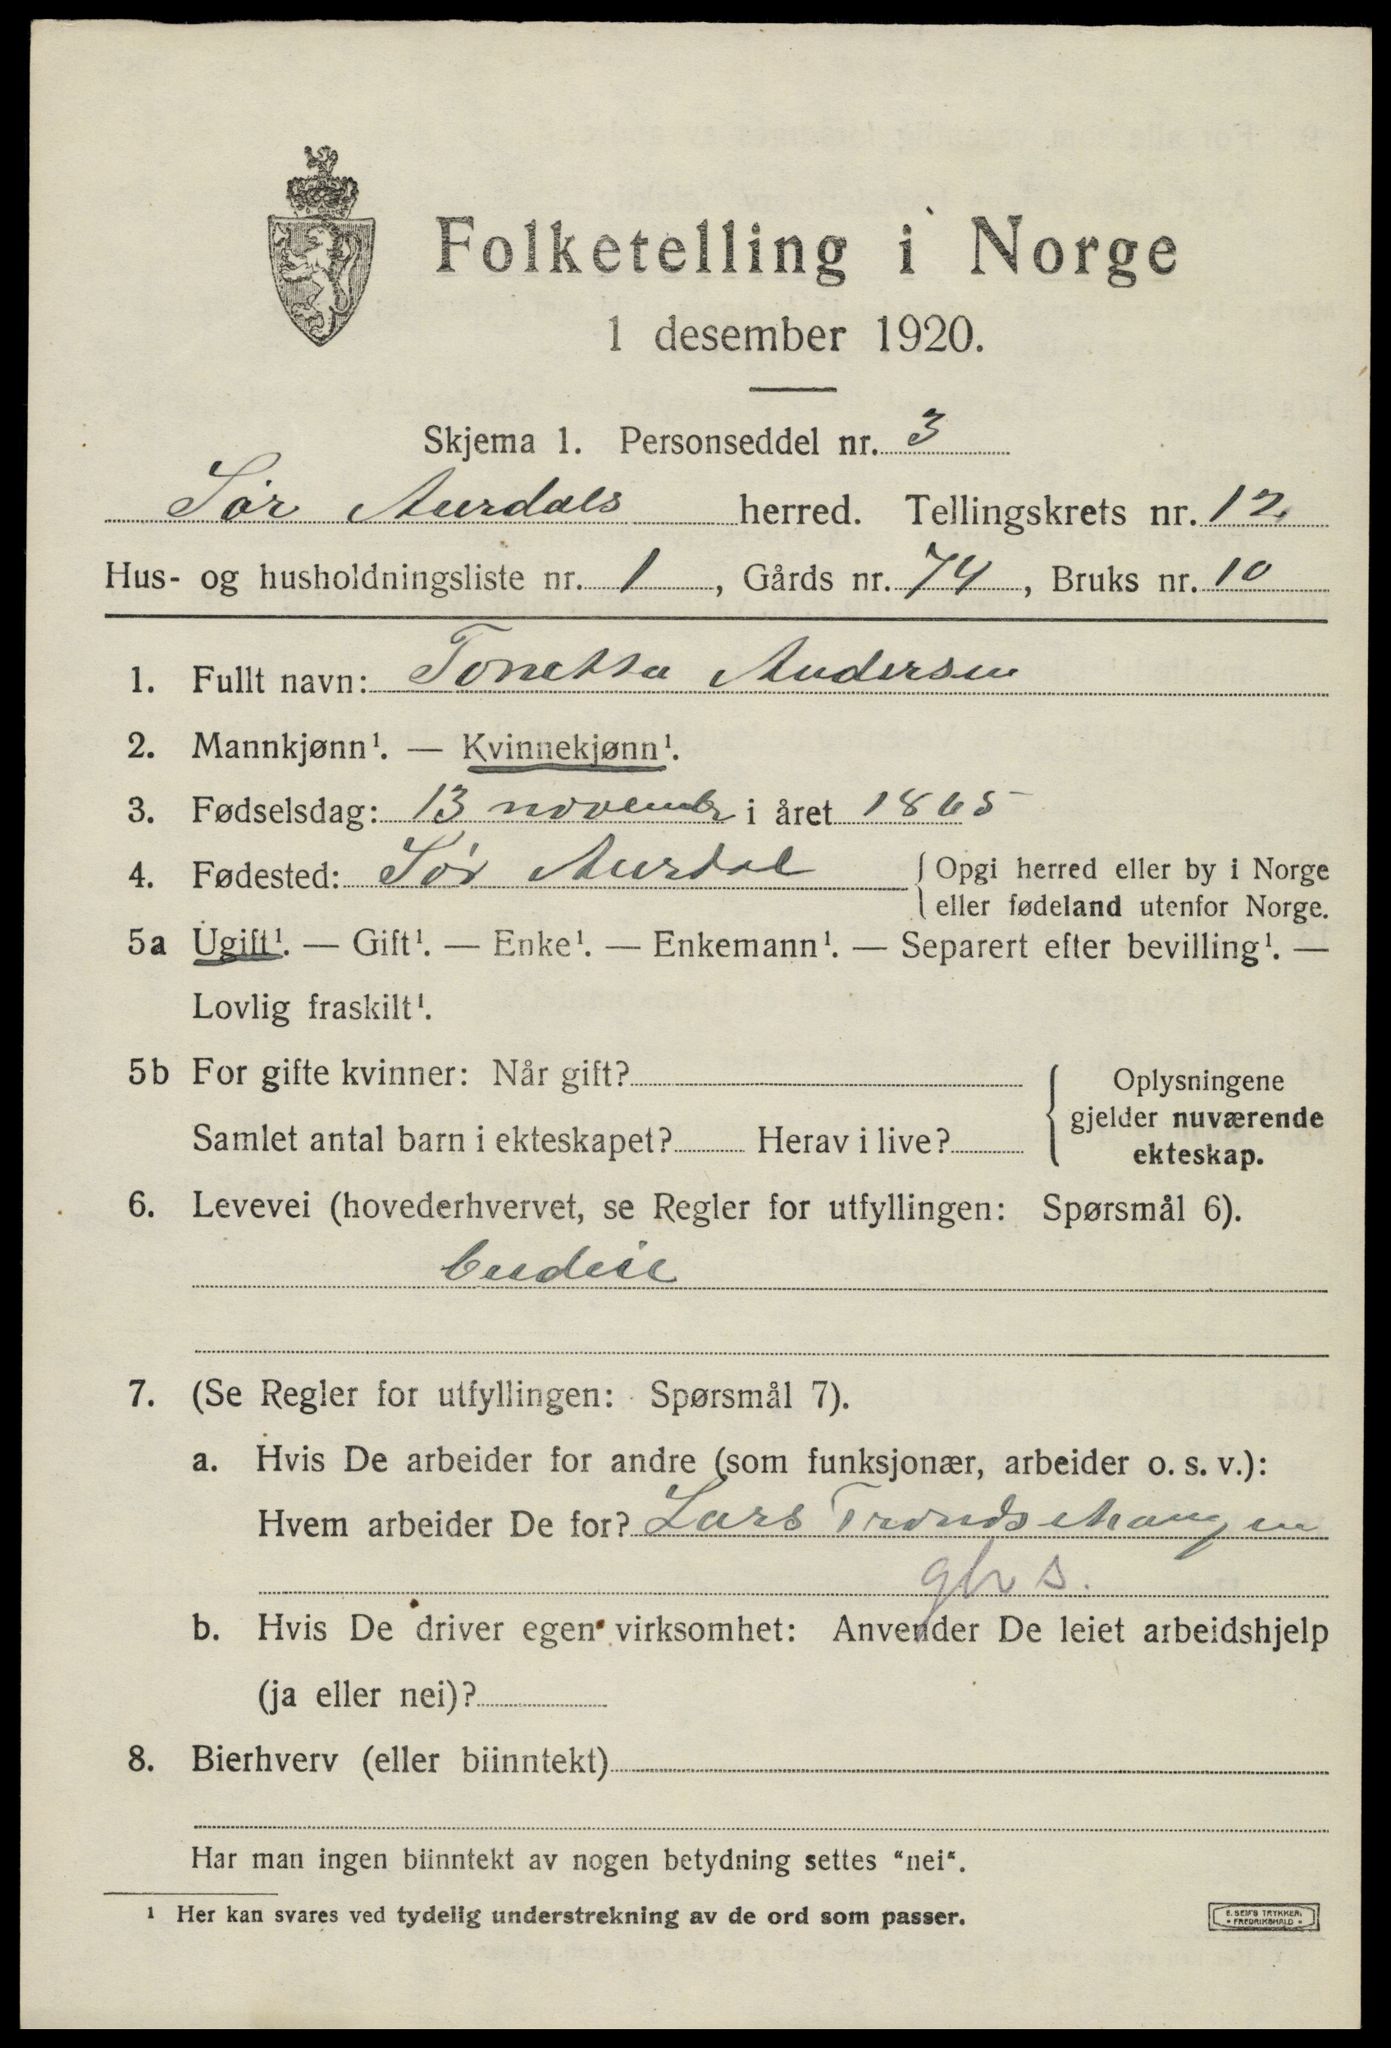 Folketelling i Norge
1 desember 1920.
Skjema 1. Personseddel nr. 3
Sør Aurdals herred. Tellingskrets nr. 12.
Hus- og husholdningsliste nr. 1, Gårds nr. 74, Bruks nr. 10
1. Fullt navn: Tonetta Andersen
2. Mannkjønn¹. — Kvinnekjønn¹.
3. Fødselsdag: 13 novembr i året 1865
4. Fødested: Sør Aurdal { Opgi herred eller by i Norge
eller fødeland utenfor Norge.
5a Ugift¹. — Gift¹. — Enke¹. — Enkemann¹. — Separert efter bevilling¹. —
Lovlig fraskilt¹.
5b For gifte kvinner: Når gift?
Samlet antal barn i ekteskapet? Herav i live?
{ Oplysningene
gjelder nuværende
ekteskap.
6. Levevei (hovederhvervet, se Regler for utfyllingen: Spørsmål 6).
budeie
7. (Se Regler for utfyllingen: Spørsmål 7).
a. Hvis De arbeider for andre (som funksjonær, arbeider o. s. v.):
Hvem arbeider De for? Lars
gbr s.
b. Hvis De driver egen virksomhet: Anvender De leiet arbeidshjelp
(ja eller nei)?
8. Bierhverv (eller biinntekt)
Har man ingen biinntekt av nogen betydning settes "nei".
¹ Her kan svares ved tydelig understrekning av de ord som passer.
E. SEM'S TRYKKERI
FREDRIKSHALD